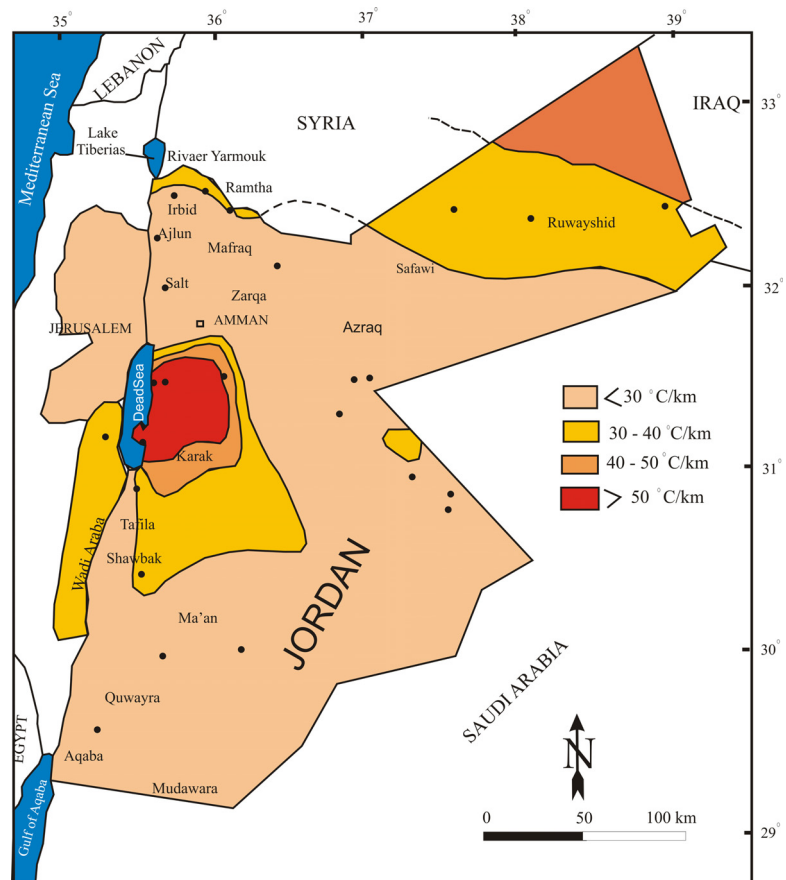 35°
36°
37°
38°
39°
LEBANON
Mediterranean Sea
Lake
Tiberias
SYRIA
IRAQ
33°
Rivaer Yarmouk
Ramtha
Irbid
Ajlun
Mafraq
Ruwayshid
Safawi
Salt
Zarqa
32°
JERUSALEM
AMMAN
Azraq
DeadSea
< 30 °C/km
30 - 40 °C/km
40 - 50 °C/km
> 50 °C/km
Karak
31°
Tafila
Wadi Araba
Shawbak
JORDAN
Ma'an
30°
SAUDI ARABIA
Quwayra
EGYPT
Aqaba
N
Mudawara
Gulf of Aqaba
0 50 100 km
29°